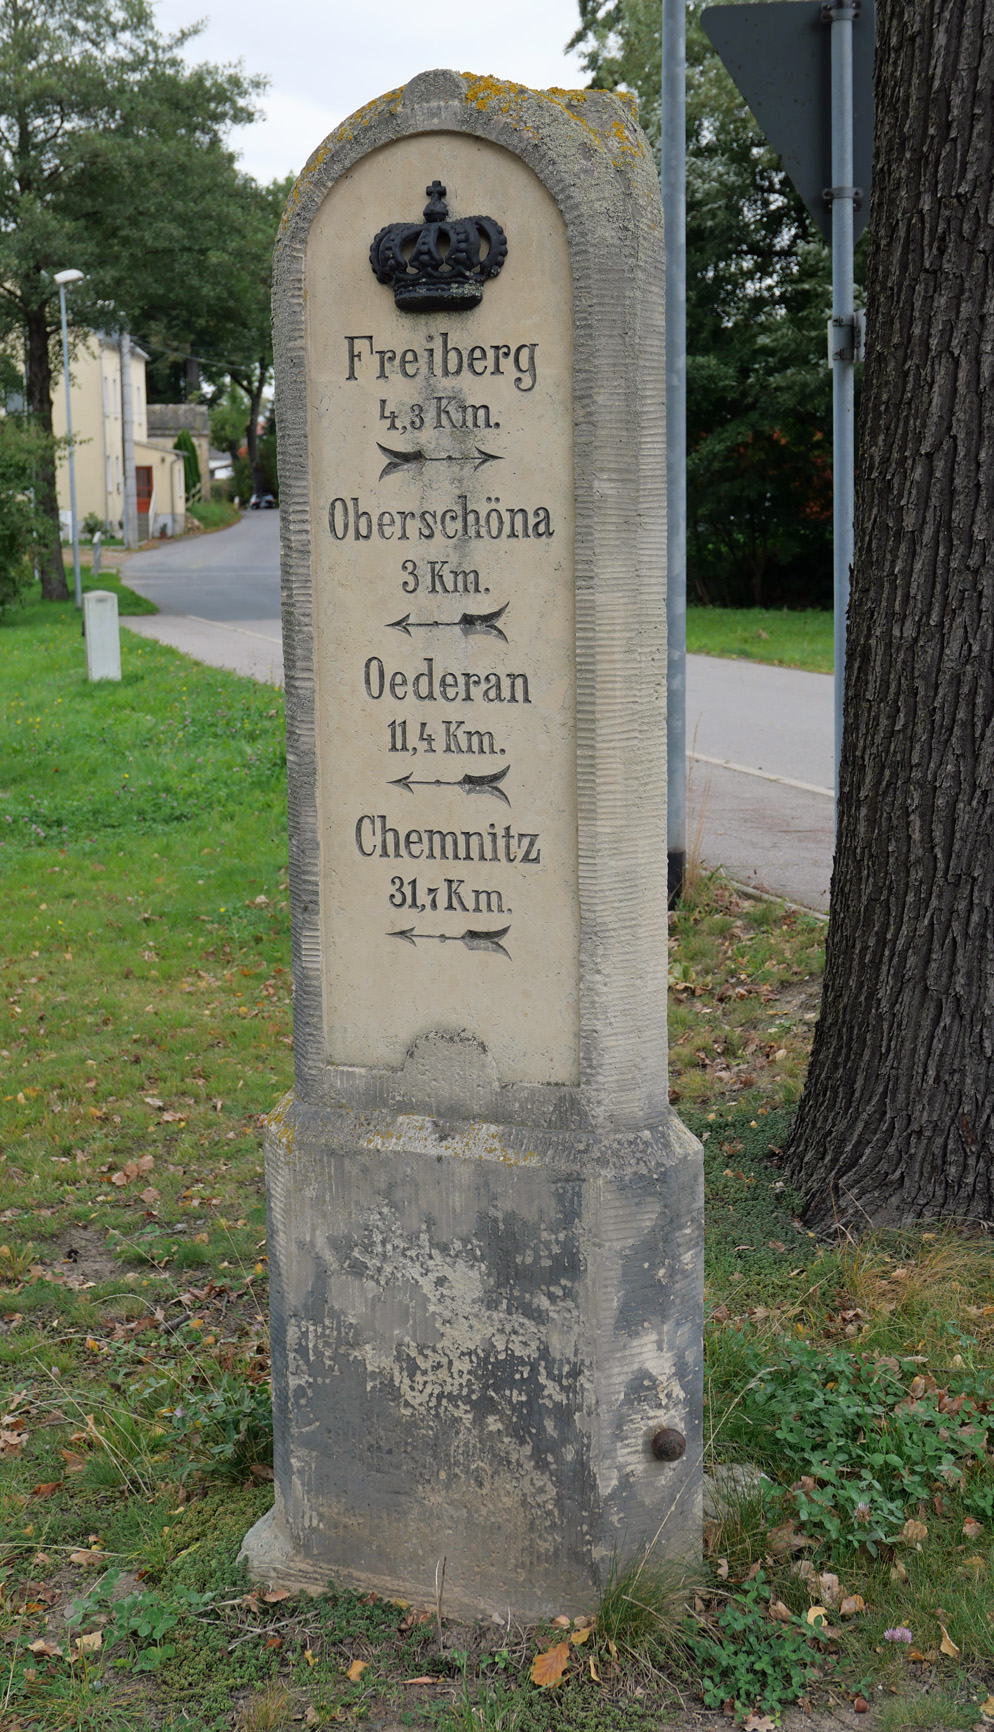 Freiberg
4,3 Km.
Oberschöna
3 Km.
Oederan
11,4 Km.
Chemnitz
31,7 Km.